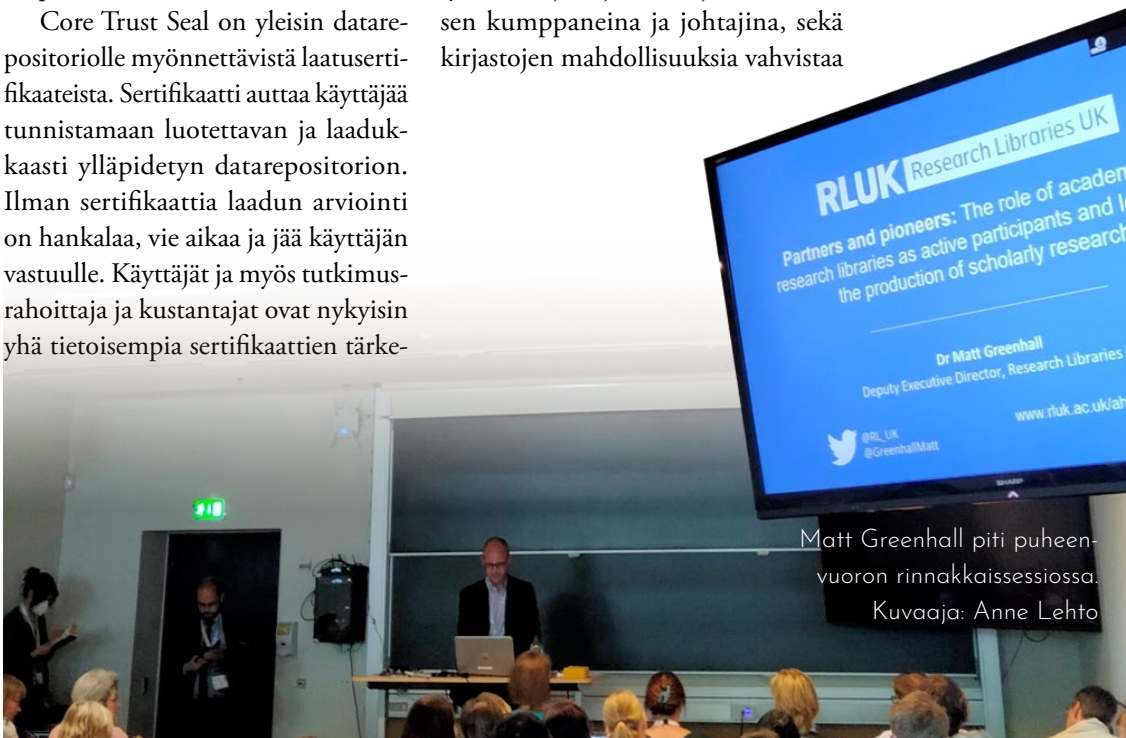 Core Trust Seal on yleisin datare-
positoriolle myönnettävistä laatuserti-
fikaateista. Sertifikaatti auttaa käyttäjää
tunnistamaan luotettavan ja laaduk-
kaasti ylläpidetyn datarepositorion.
Ilman sertifikaattia laadun arviointi
on hankalaa, vie aikaa ja jää käyttäjän
vastuulle. Käyttäjät ja myös tutkimus-
rahoittaja ja kustantajat ovat nykyisin
yhä tietoisempia sertifikaattien tärke-
sen kumppaneina ja johtajina, sekä
kirjastojen mahdollisuuksia vahvistaa
RLUK Research Libraries UK
Partners and pioneers: The role of academ
research libraries as active participants and
the production of scholarly research
Dr Matt Greenhall
Deputy Executive Director, Research Libraries
www.rluk.ac.uk/ah
@RL_UK
@GreenhallMatt
SHARP
Matt Greenhall piti puheen-
vuoron rinnakkaissessiossa.
Kuvaaja: Anne Lehto